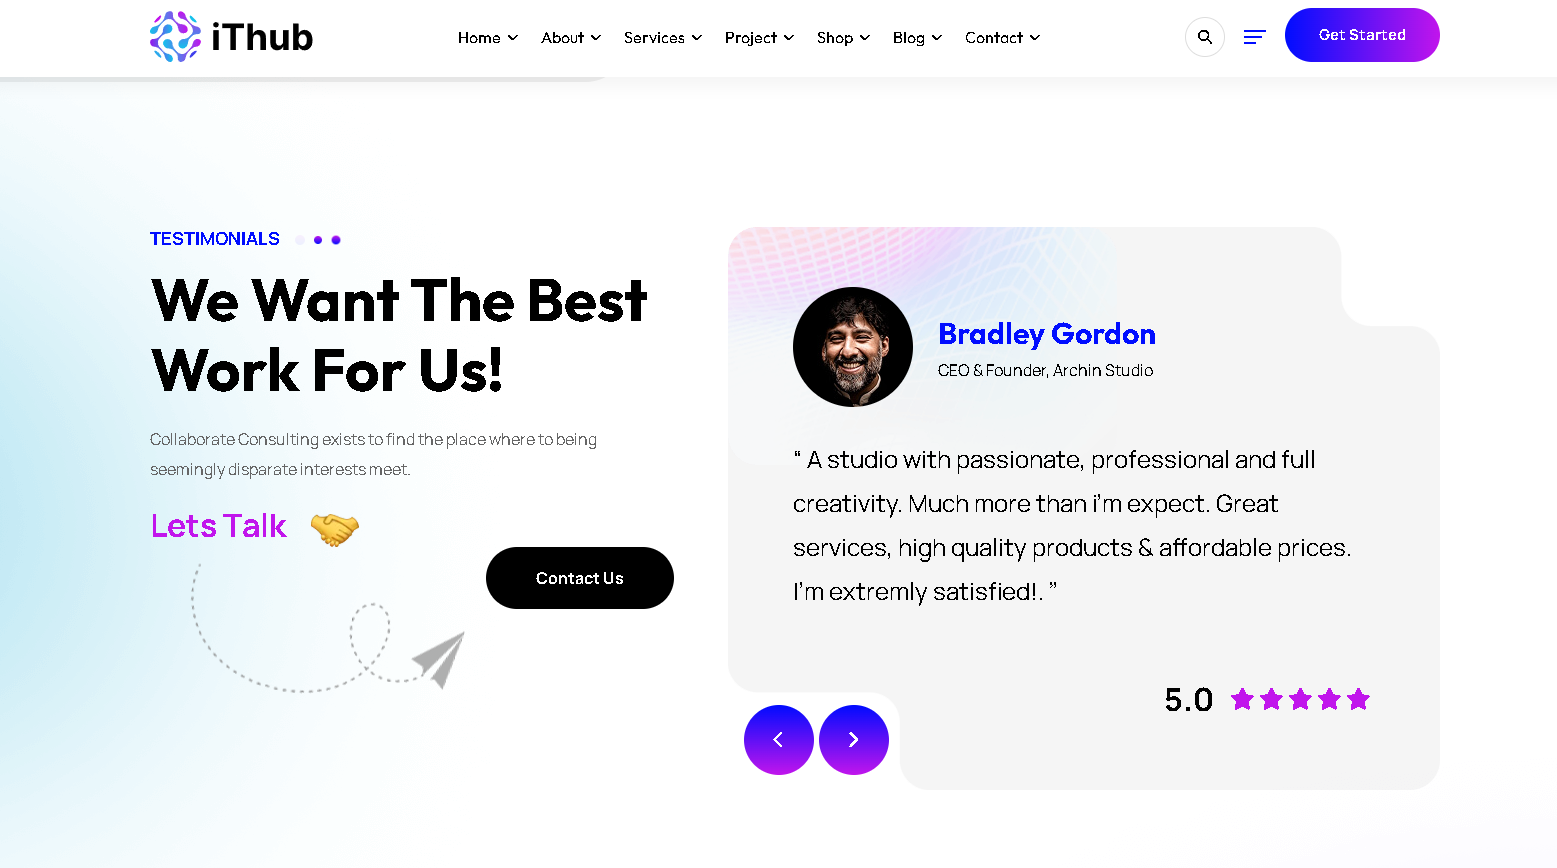 iThub
Home About Services Project Shop Blog Contact
Get Started
TESTIMONIALS
We Want The Best
Work For Us!
Collaborate Consulting exists to find the place where to being
seemingly disparate interests meet.
Lets Talk
Contact Us
Bradley Gordon
CEO & Founder, Archin Studio
“ A studio with passionate, professional and full
creativity. Much more than i’m expect. Great
services, high quality products & affordable prices.
I’m extremly satisfied!. ”
5.0